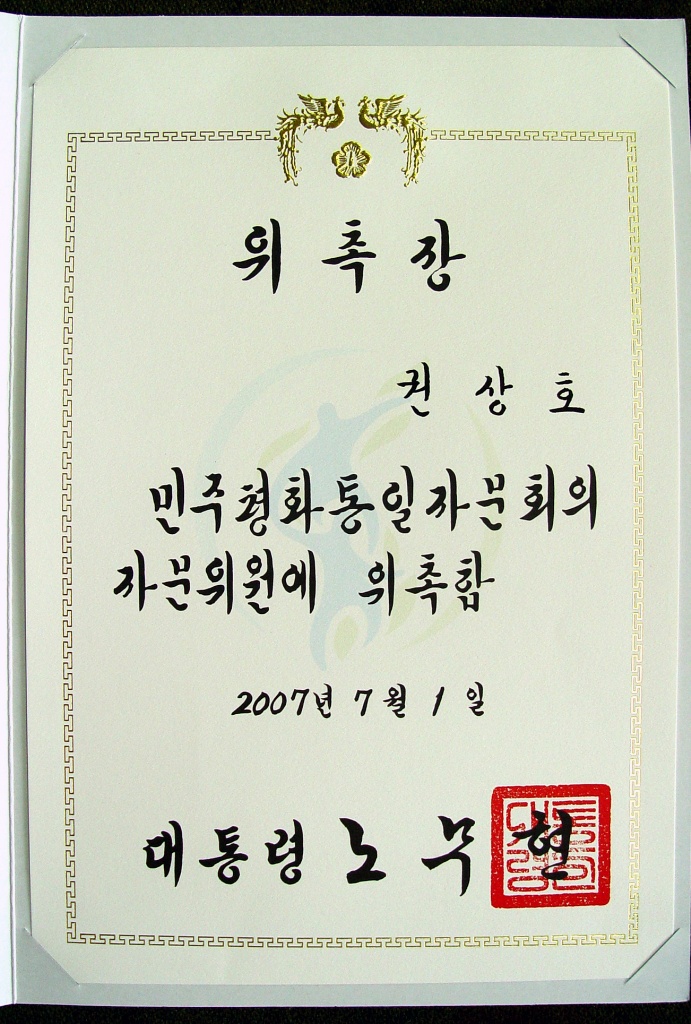 위촉장
권상호
민주평화통일자문회의
자문위원에 위촉함
2007년 7월 1일
대통령 노무현